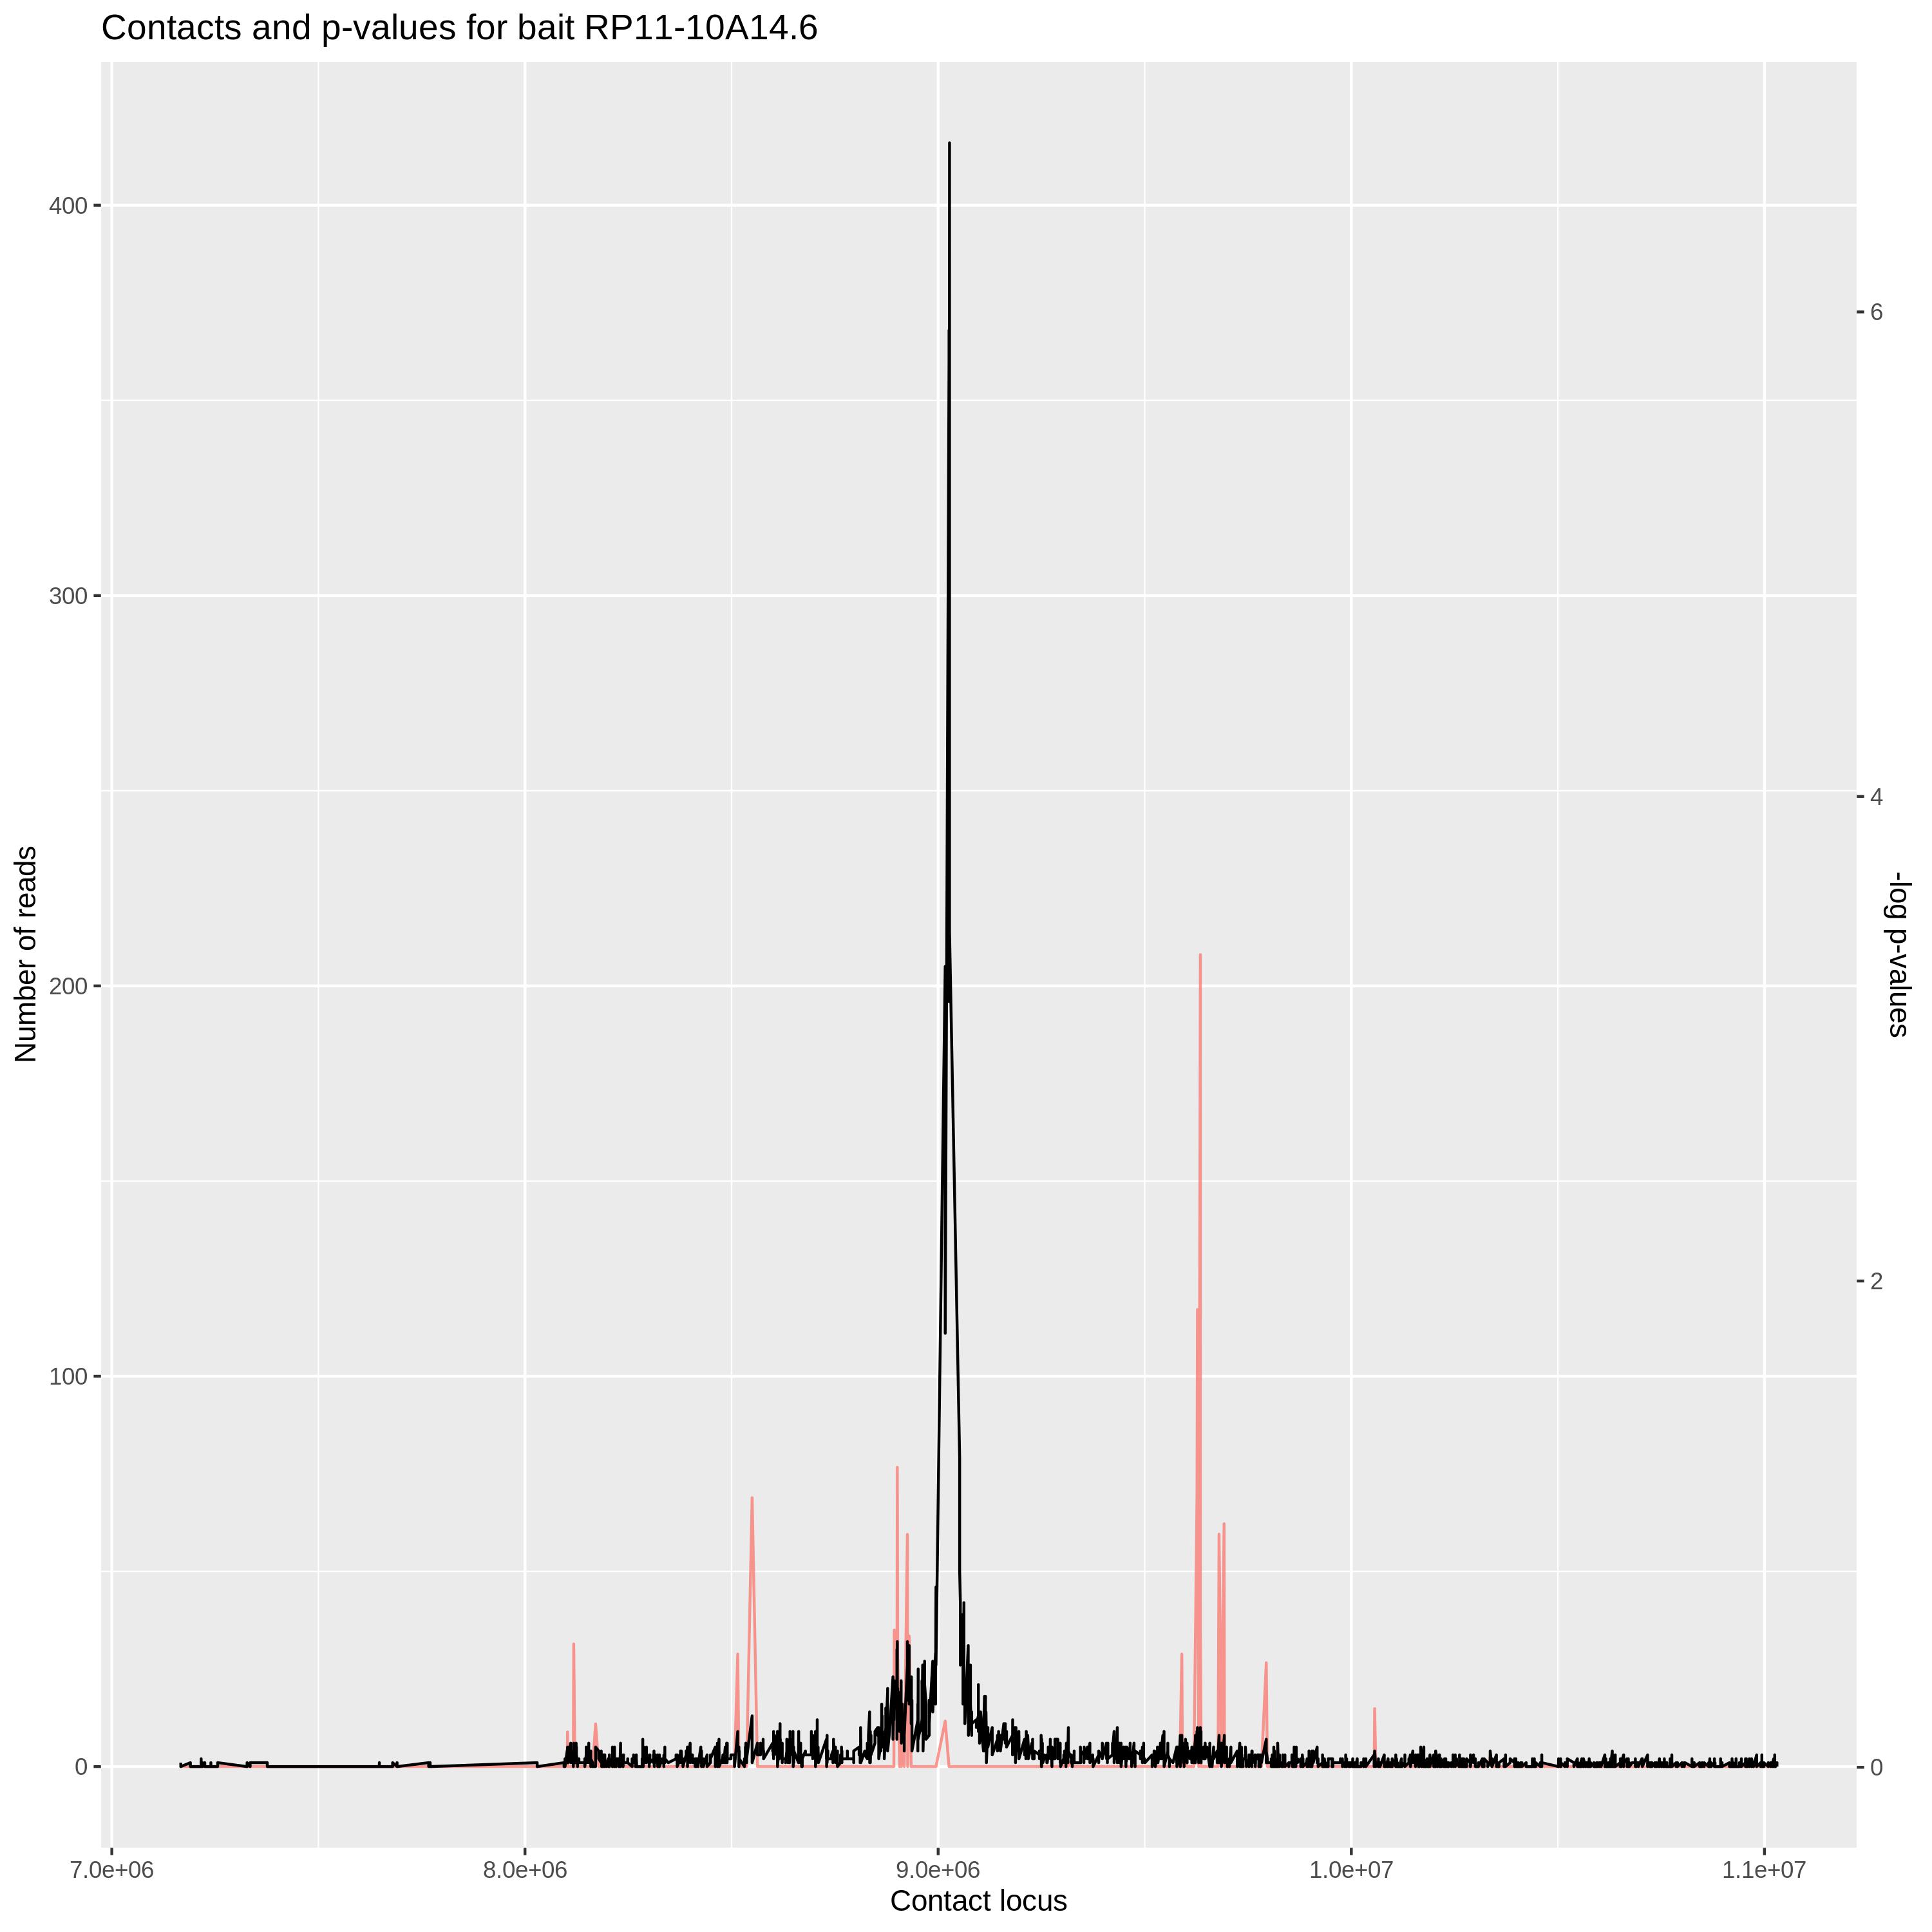 Contacts and p-values for bait RP11-10A14.6
400
300
200
100
0
Number of reads
6
4
2
0
-log p-values
7.0e+06
8.0e+06
9.0e+06
1.0e+07
1.1e+07
Contact locus